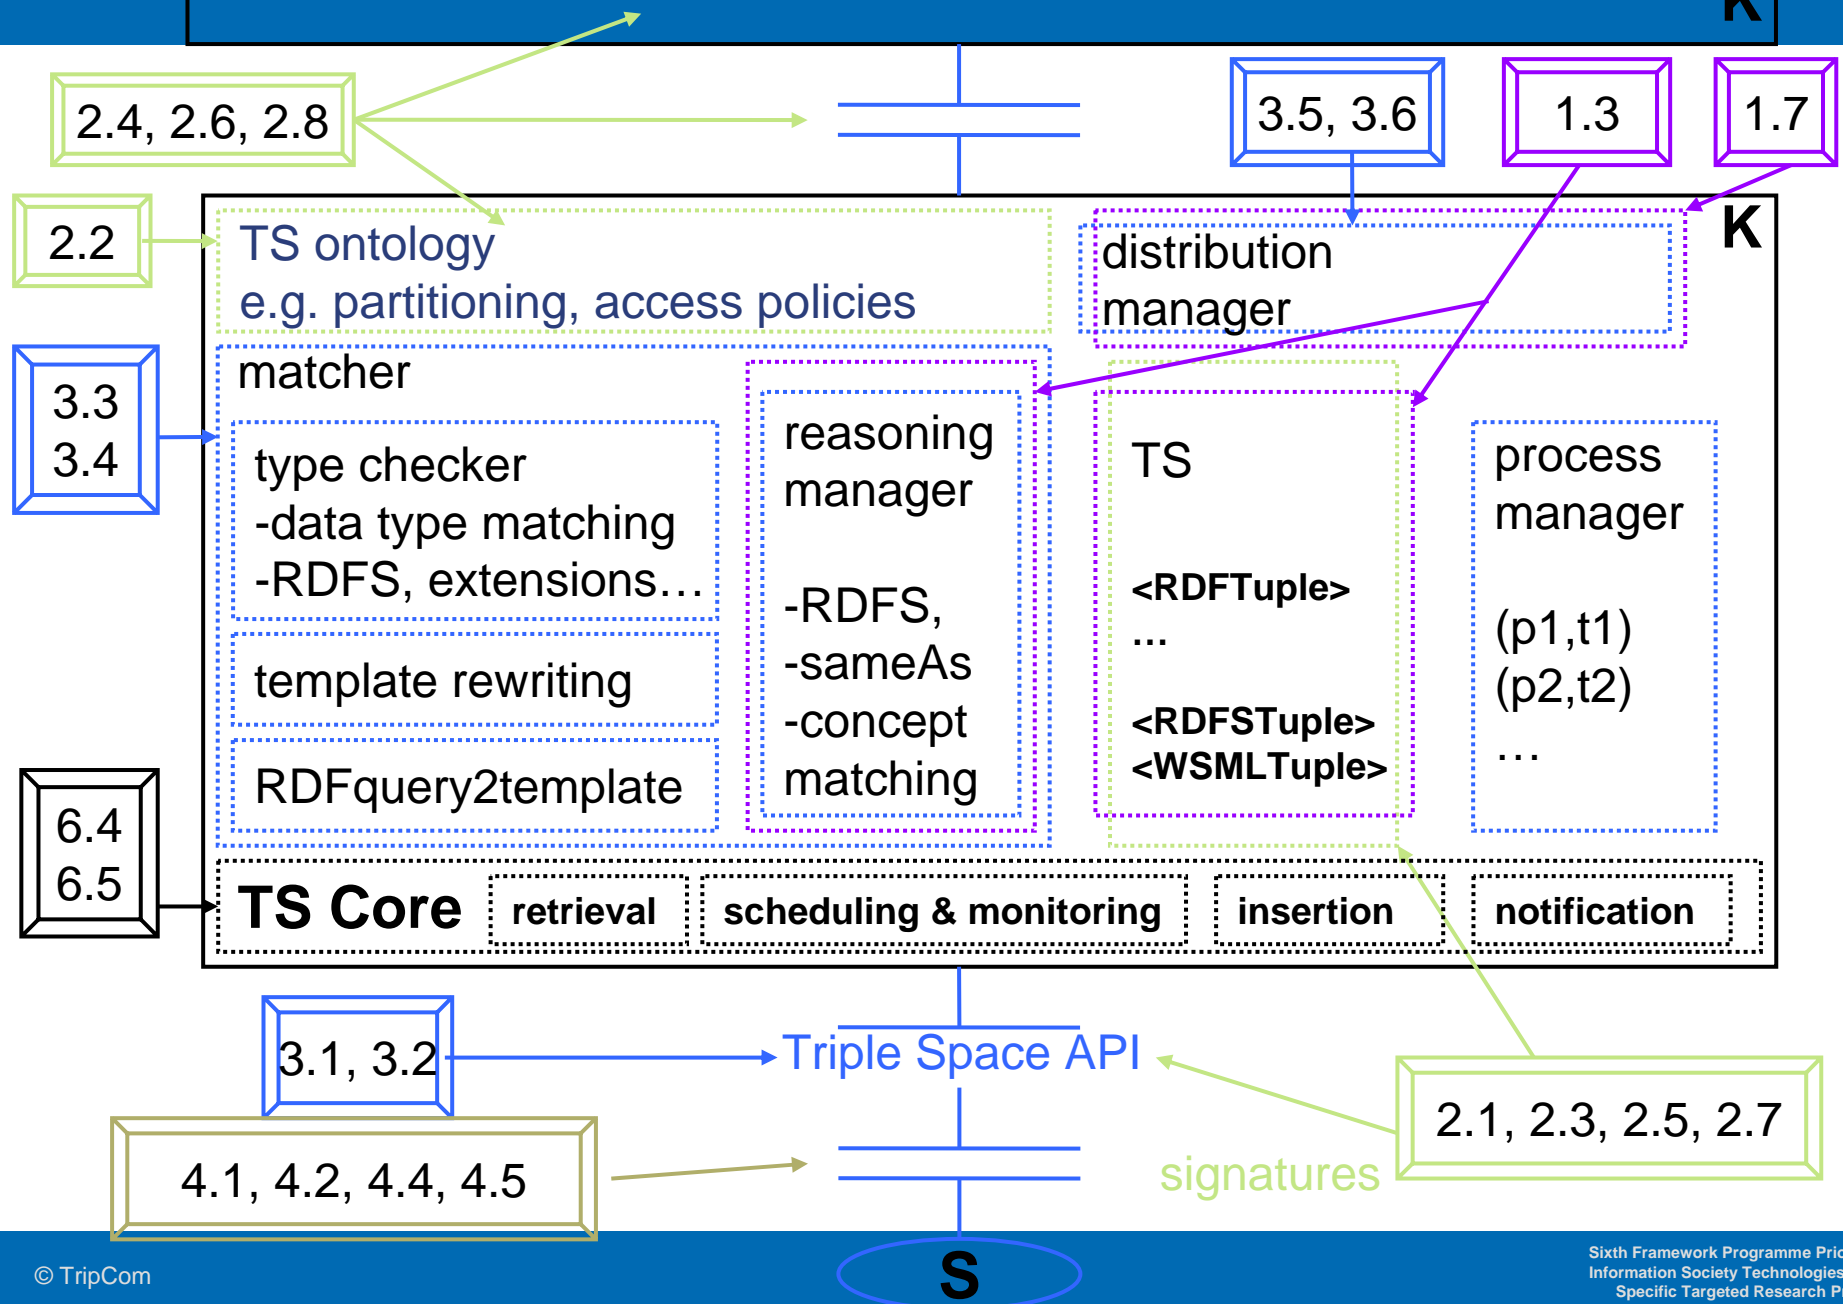 K
2.4, 2.6, 2.8
3.5, 3.6
1.3
1.7
2.2
TS ontology
e.g. partitioning, access policies
distribution
manager
K
3.3
3.4
matcher
type checker
-data type matching
-RDFS, extensions…
template rewriting
RDFquery2template
reasoning
manager
-RDFS,
-sameAs
-concept
matching
TS
<RDFTuple>
...
<RDFSTuple>
<WSMLTuple>
process
manager
(p1,t1)
(p2,t2)
…
6.4
6.5
TS Core
retrieval
scheduling & monitoring
insertion
notification
3.1, 3.2
Triple Space API
2.1, 2.3, 2.5, 2.7
4.1, 4.2, 4.4, 4.5
signatures
S
© TripCom
Sixth Framework Programme
Information Society Technologies
Specific Targeted Research